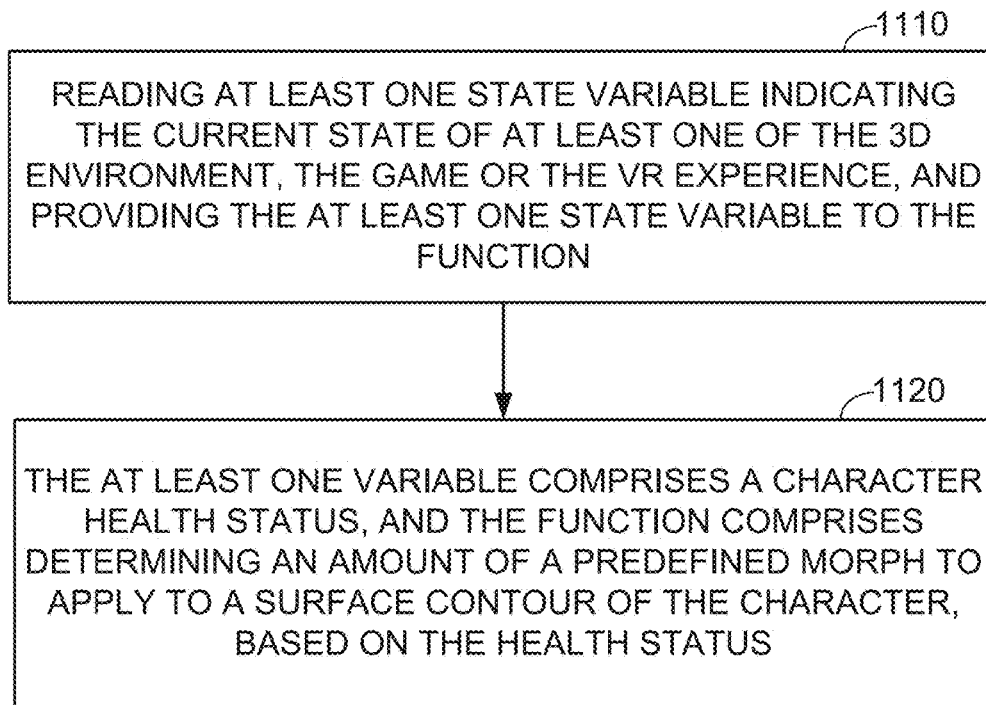 1110
READING AT LEAST ONE STATE VARIABLE INDICATING
THE CURRENT STATE OF AT LEAST ONE OF THE 3D
ENVIRONMENT, THE GAME OR THE VR EXPERIENCE, AND
PROVIDING THE AT LEAST ONE STATE VARIABLE TO THE
FUNCTION
1120
THE AT LEAST ONE VARIABLE COMPRISES A CHARACTER
HEALTH STATUS, AND THE FUNCTION COMPRISES
DETERMINING AN AMOUNT OF A PREDEFINED MORPH TO
APPLY TO A SURFACE CONTOUR OF THE CHARACTER,
BASED ON THE HEALTH STATUS